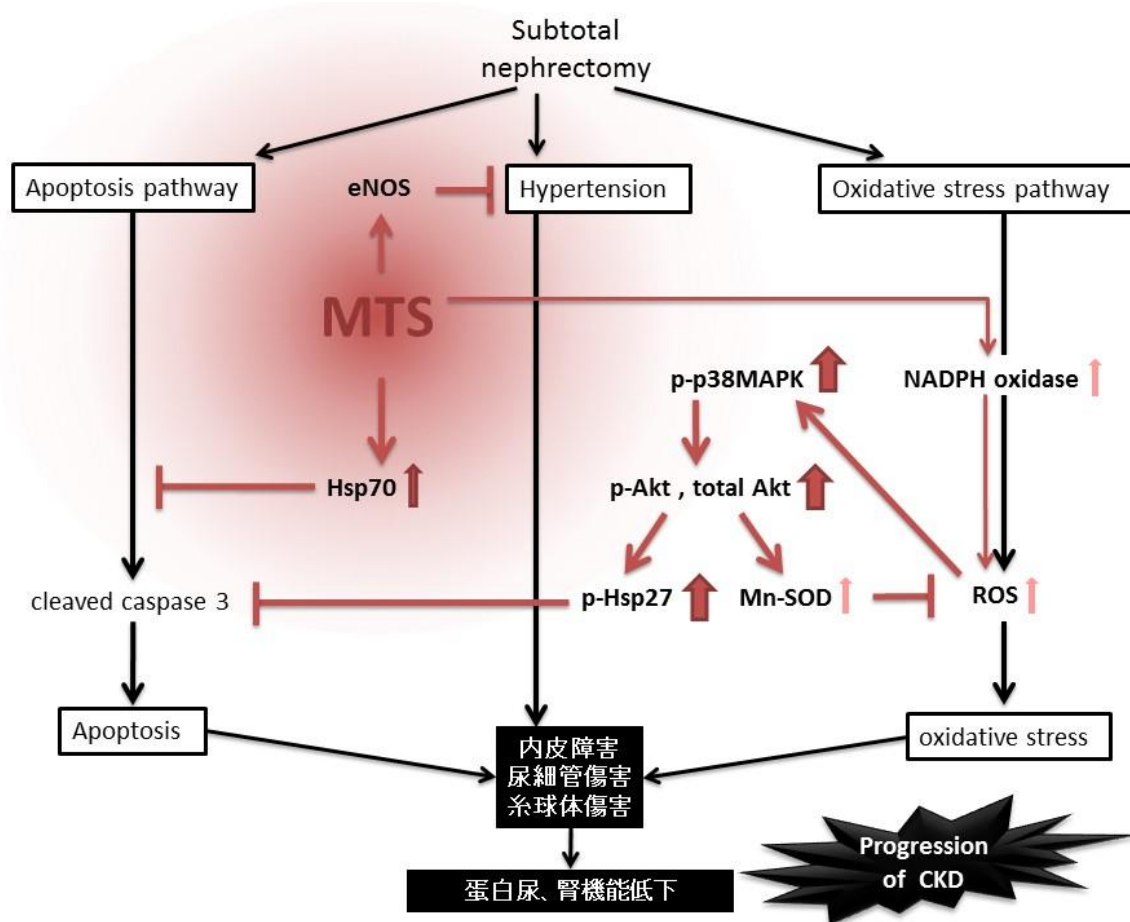 Subtotal
nephrectomy
Apoptosis pathway
eNOS
Hypertension
Oxidative stress pathway
MTS
p-p38MAPK
NADPH oxidase
Hsp70
p-Akt , total Akt
cleaved caspase 3
p-Hsp27
Mn-SOD
ROS
Apoptosis
内皮障害
尿細管傷害
糸球体傷害
oxidative stress
Progression
of CKD
蛋白尿、腎機能低下